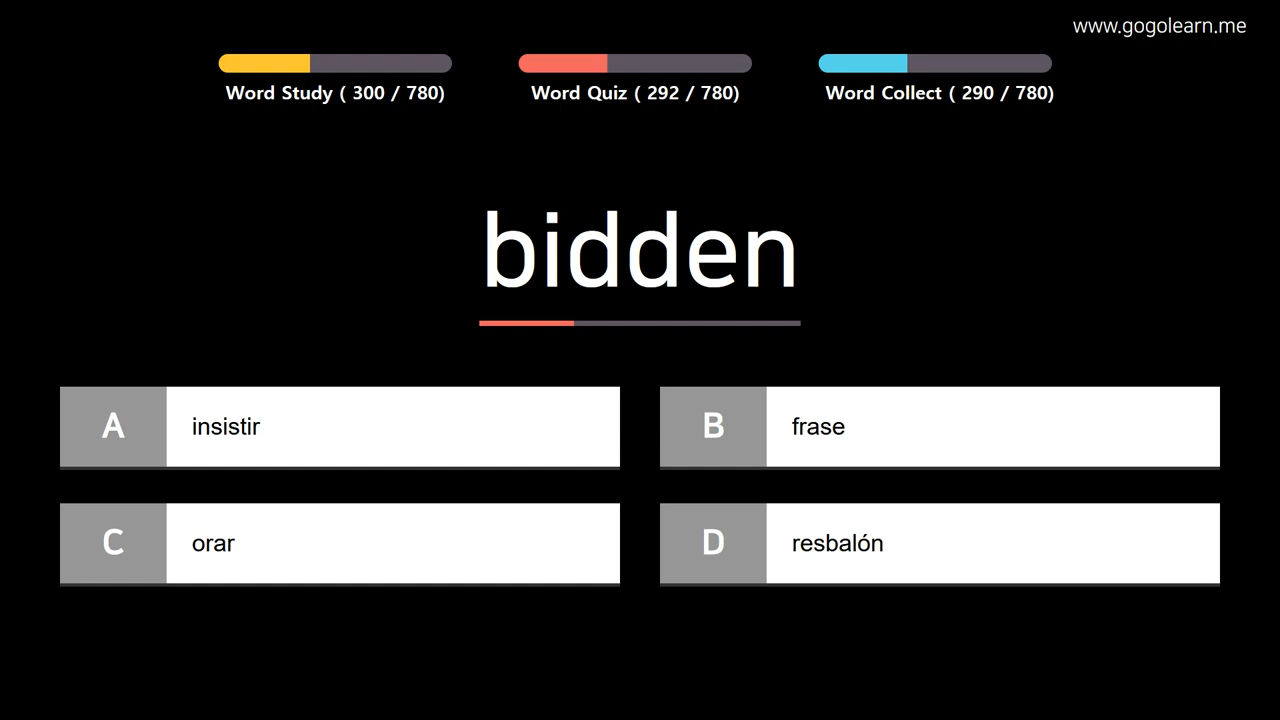 www.gogolearn.me
Word Study ( 300 / 780)
Word Quiz ( 292 / 780)
Word Collect ( 290 / 780)
bidden
A insistir
B frase
C orar
D resbalón